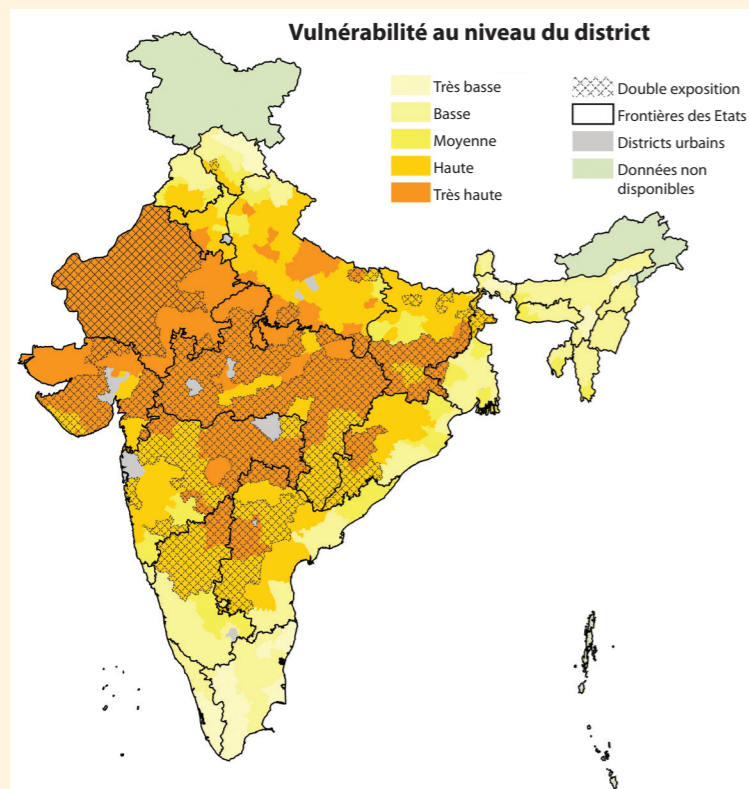 Vulnérabilité au niveau du district
Très basse
Basse
Moyenne
Haute
Très haute
Double exposition
Frontières des Etats
Districts urbains
Données non
disponibles